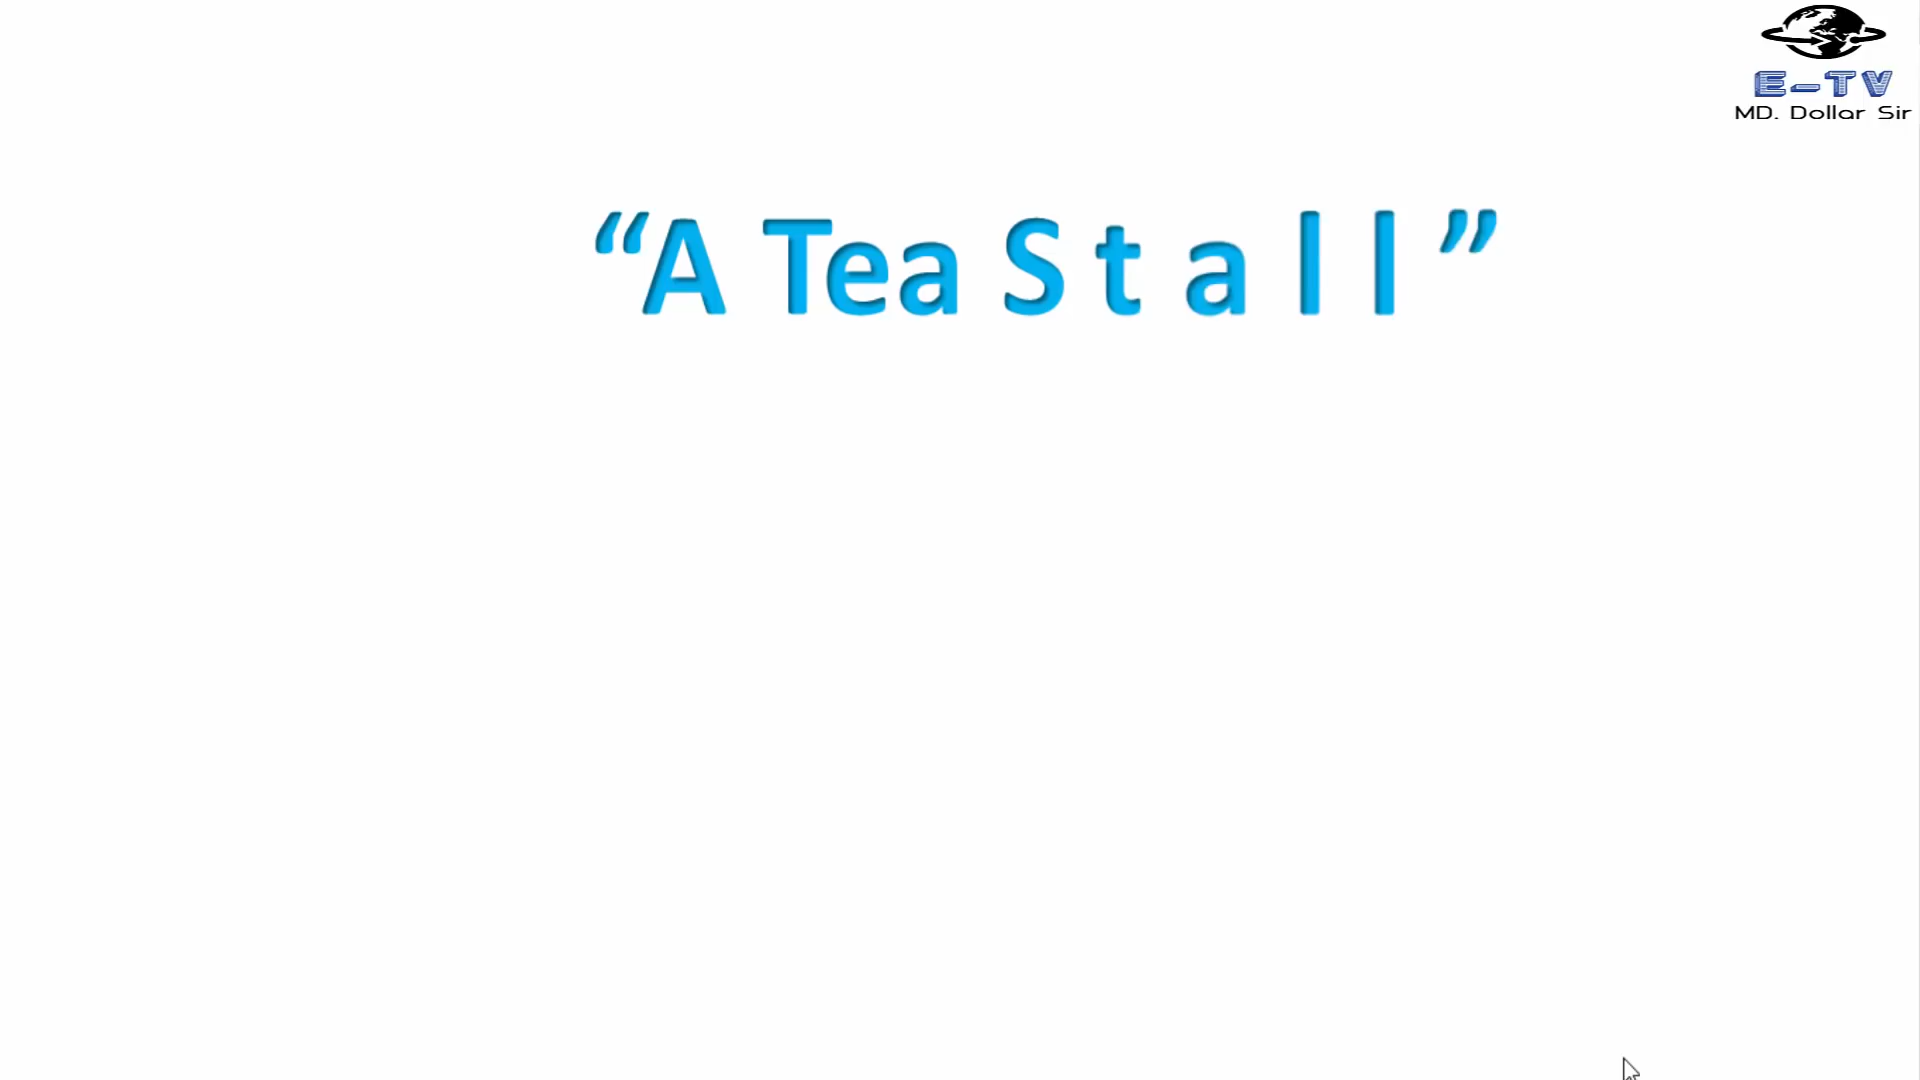 E-TV
MD. Dollar Sir
“A Tea S t a l l ”